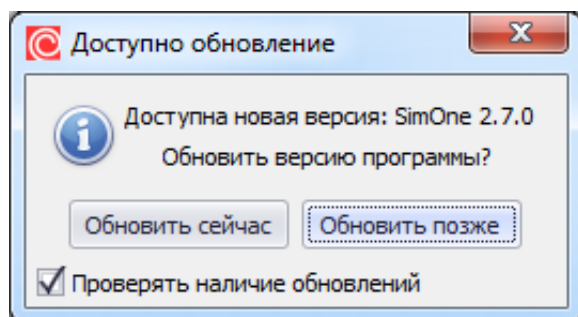 Доступно обновление
Доступна новая версия: SimOne 2.7.0
Обновить версию программы?
Обновить сейчас Обновить позже
Проверять наличие обновлений